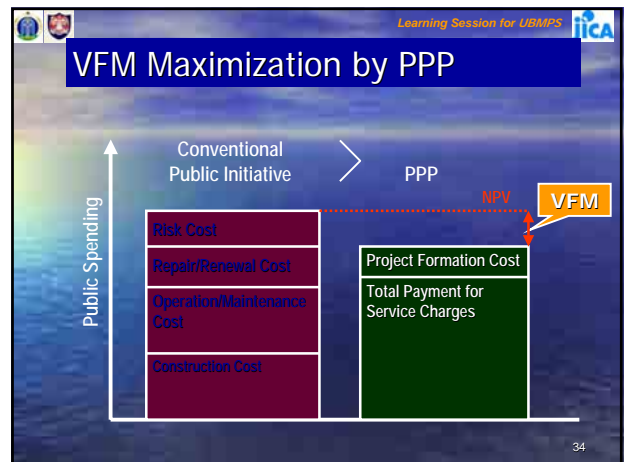 Learning Session for UBMPS
jica
VFM Maximization by PPP
Conventional
Public Initiative
PPP
NPV
VFM
Public Spending
Risk Cost
Repair/Renewal Cost
Operation/Maintenance
Cost
Construction Cost
Project Formation Cost
Total Payment for
Service Charges
34